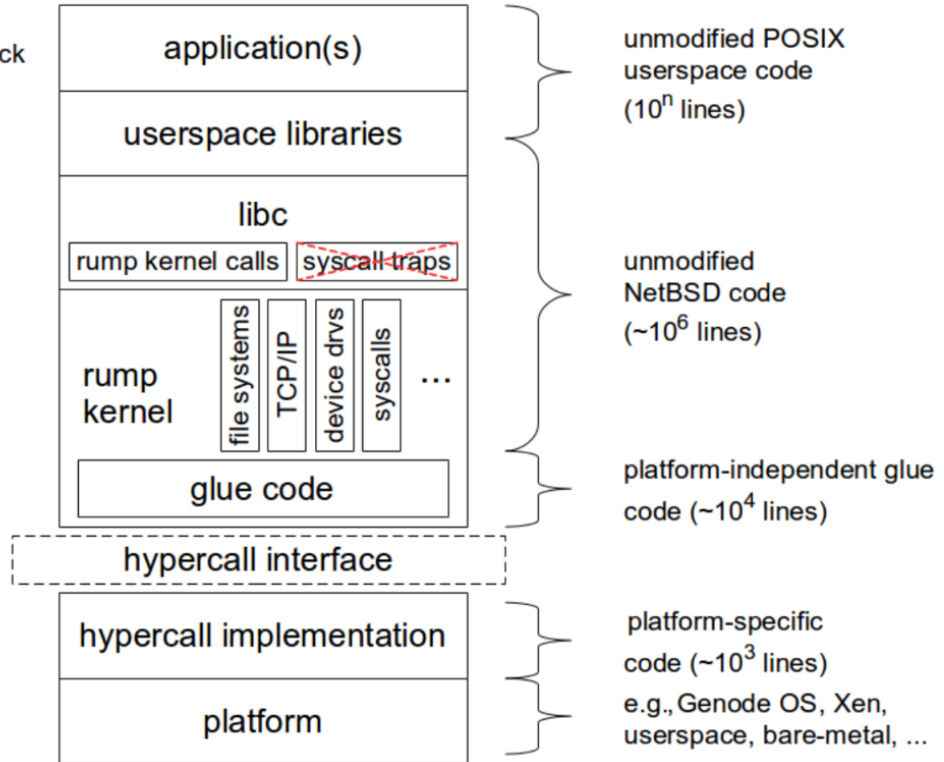 ck
application(s)
userspace libraries
libc
rump kernel calls
syscall traps
rump
kernel
file systems
TCP/IP
device drvs
syscalls
...
glue code
hypercall interface
hypercall implementation
platform
unmodified POSIX
userspace code
(10ⁿ lines)
unmodified
NetBSD code
(~10⁶ lines)
platform-independent glue
code (~10⁴ lines)
platform-specific
code (~10³ lines)
e.g., Genode OS, Xen,
userspace, bare-metal, ...